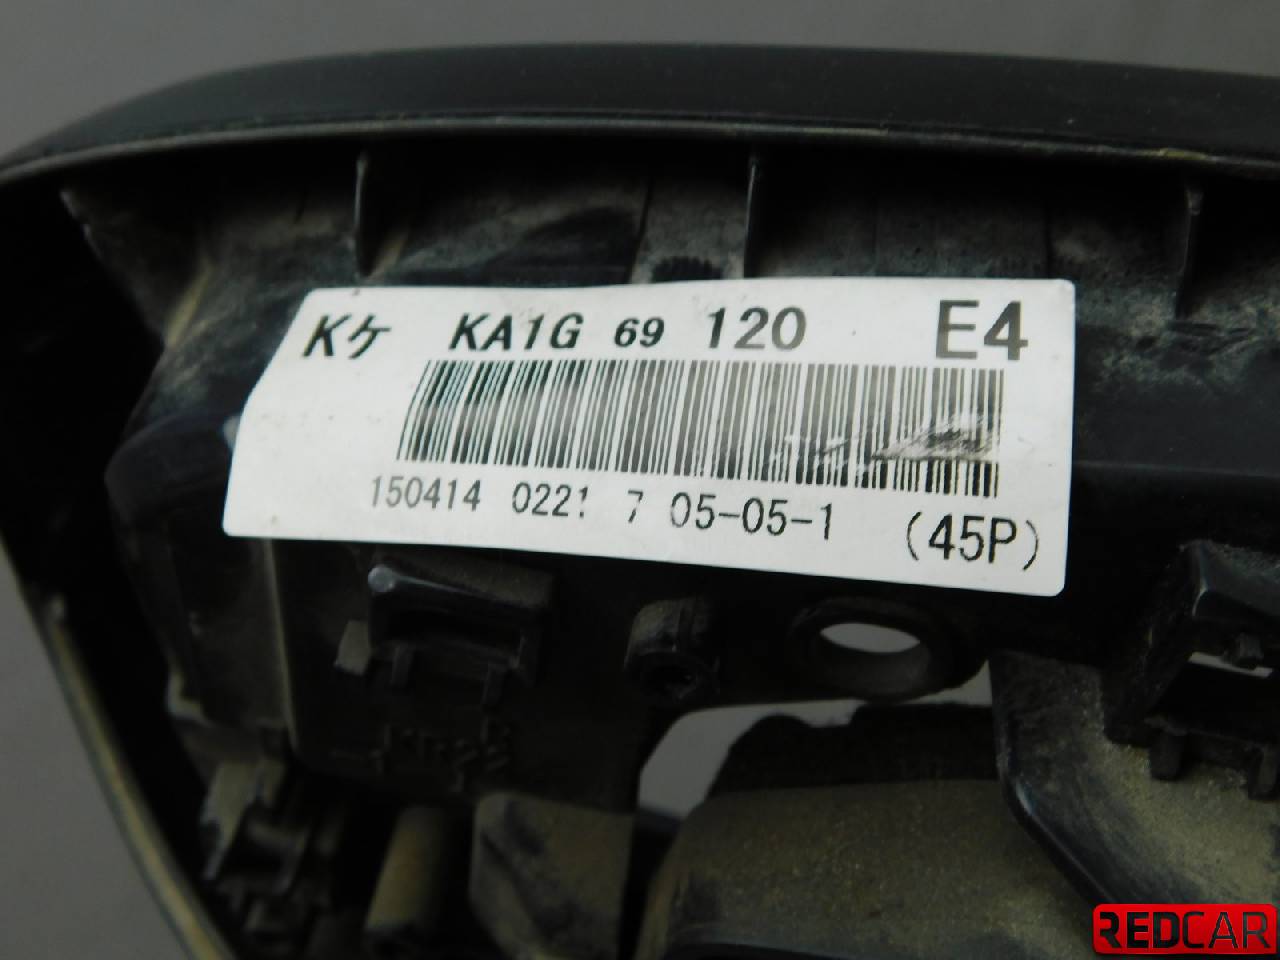 Kケ KA1G 69 120 E4
150414 0221 7 05-05-1 (45P)
REDCAR